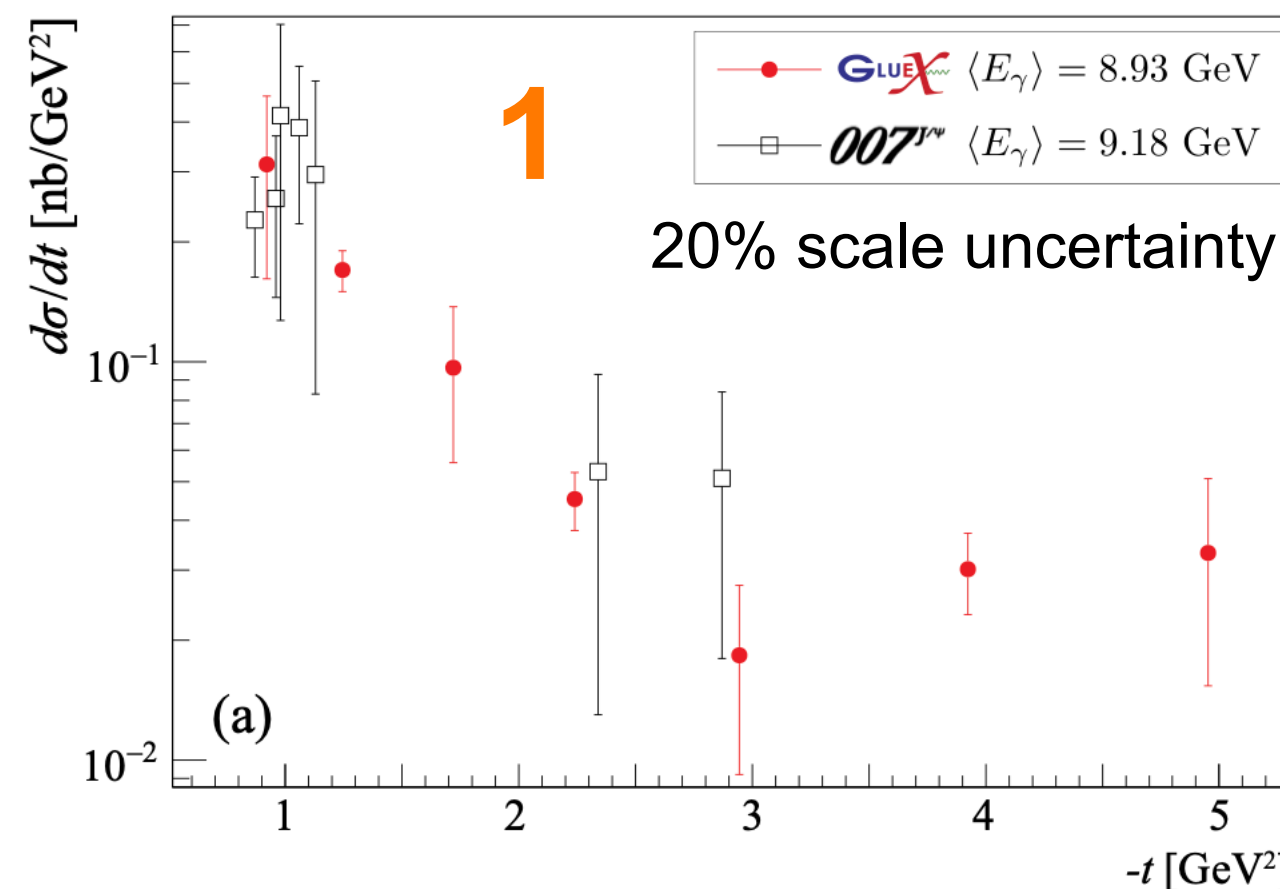 dσ/dt [nb/GeV²]
1
GLUEX ⟨Eγ⟩ = 8.93 GeV
007 J/ψ ⟨Eγ⟩ = 9.18 GeV
20% scale uncertainty
10⁻¹
10⁻²
(a)
1 2 3 4 5
-t [GeV²]